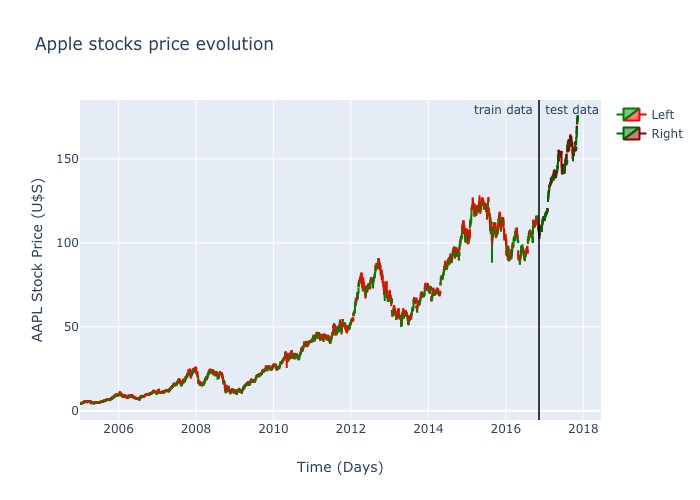 Apple stocks price evolution
train data
test data
Left
Right
150
100
50
0
AAPL Stock Price (U$S)
2006
2008
2010
2012
2014
2016
2018
Time (Days)